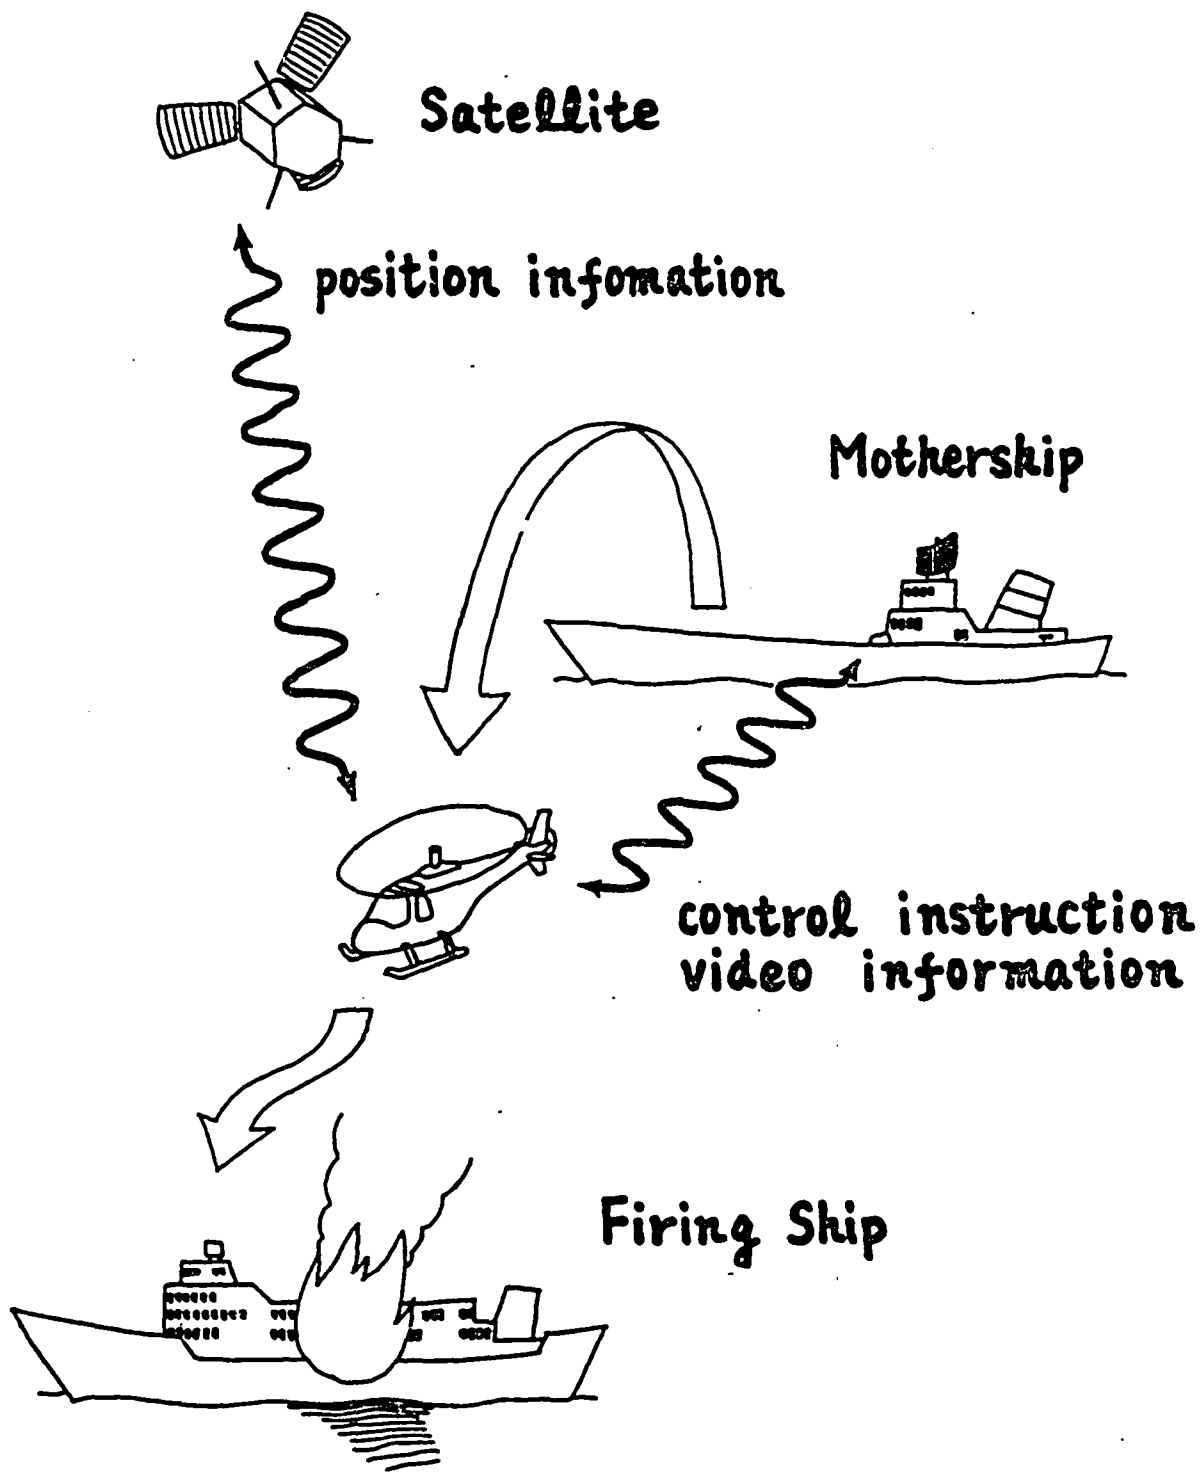 Satellite
position infomation
Mothership
control instruction
video information
Firing Ship